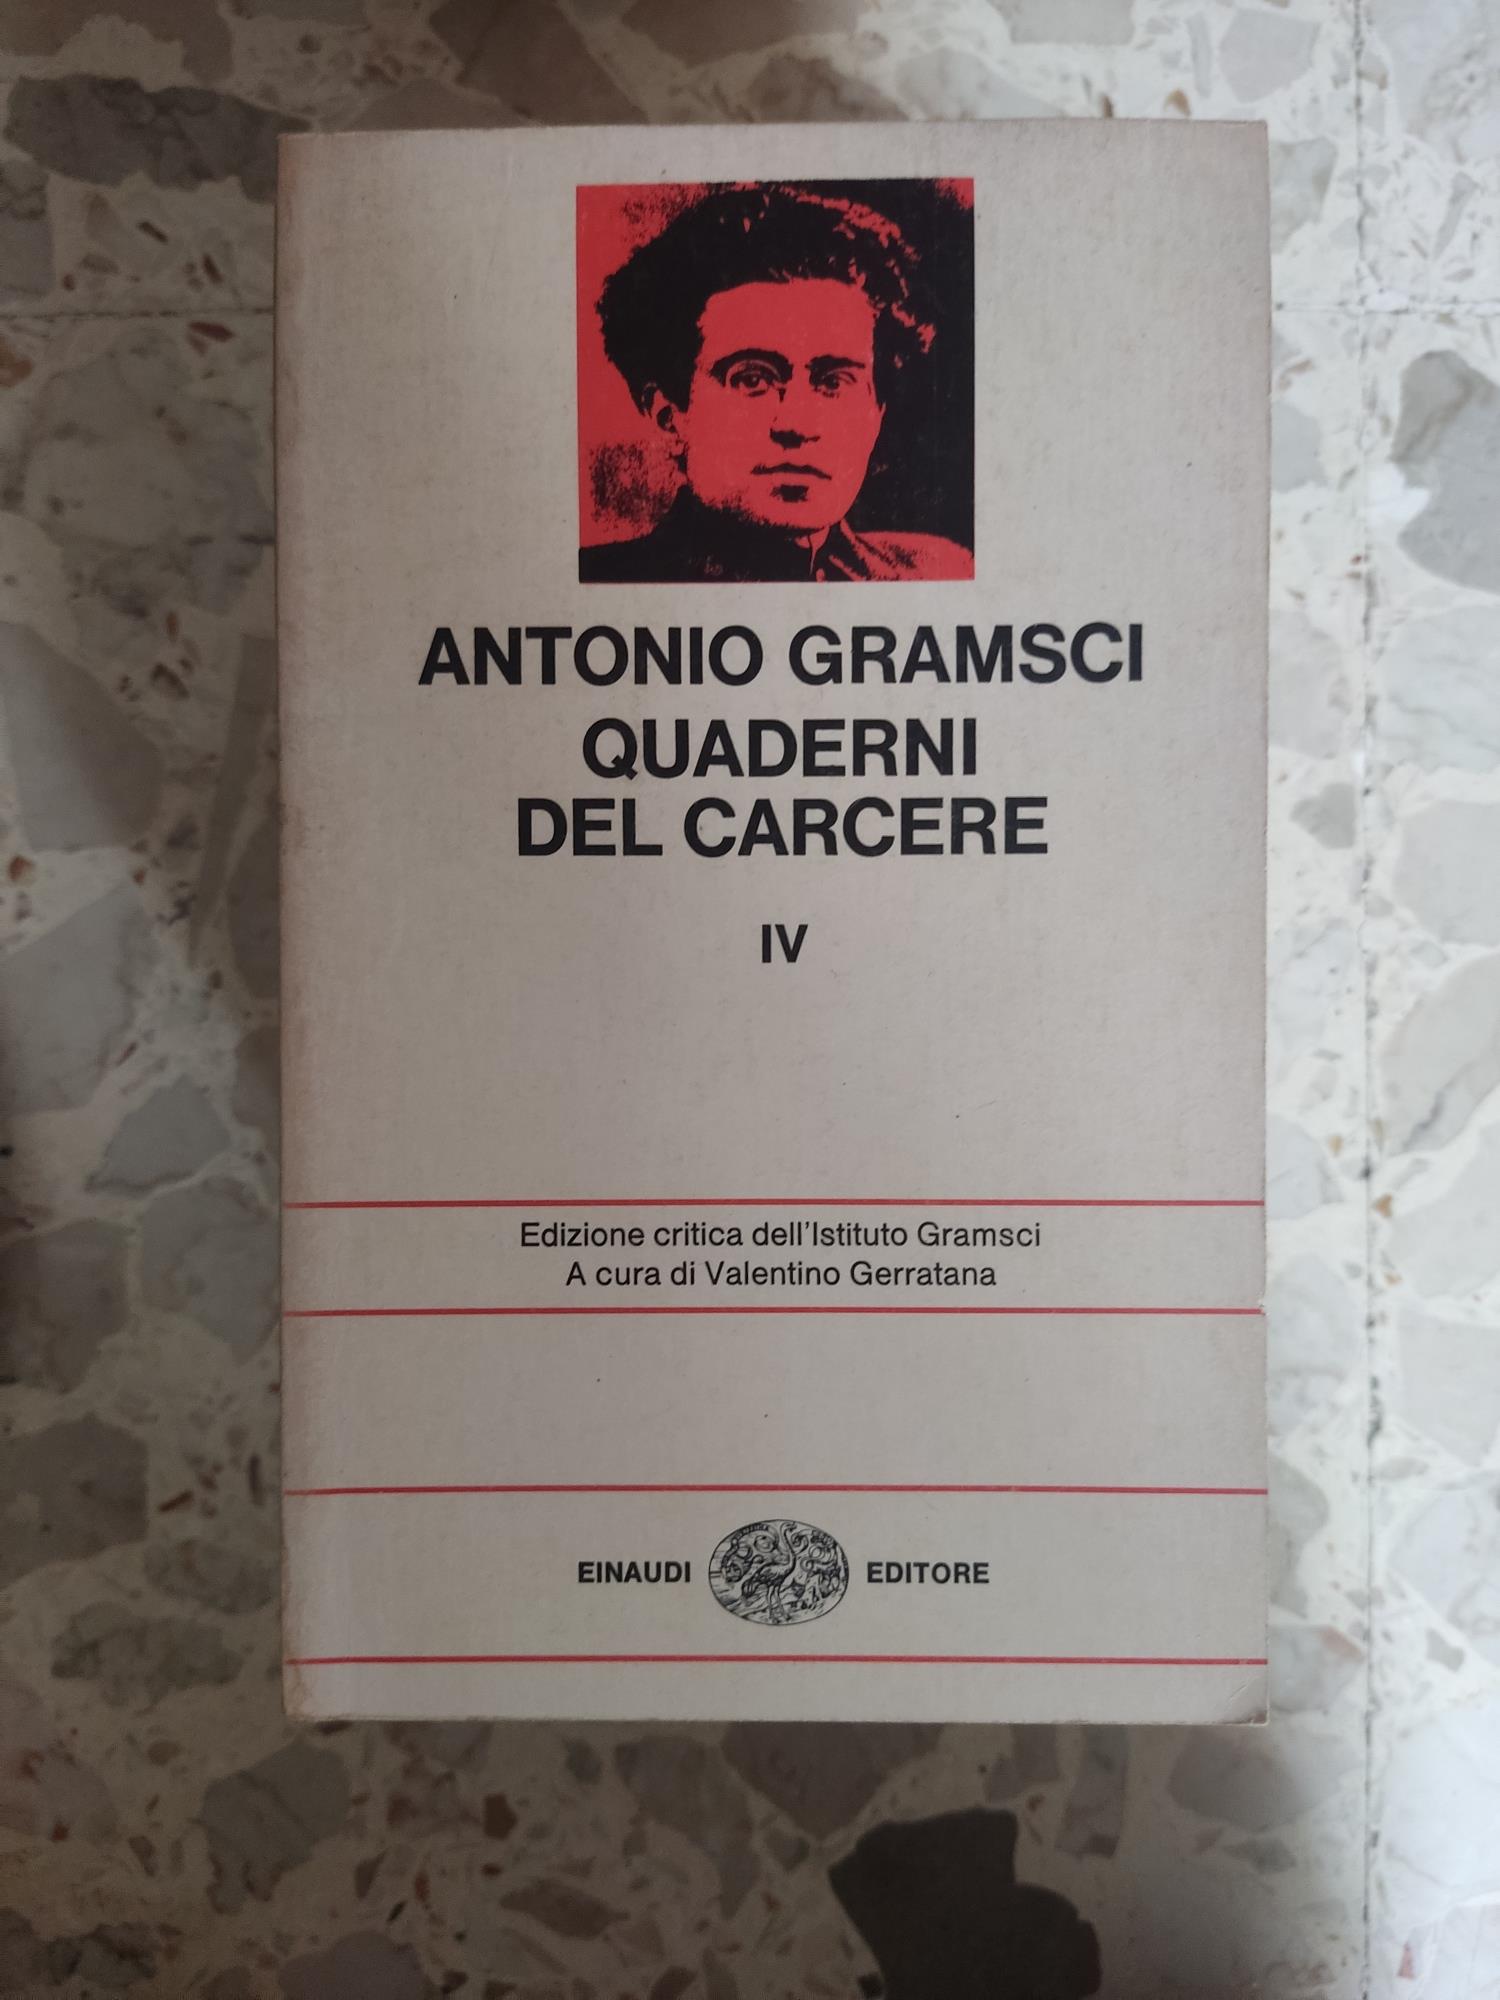 ANTONIO GRAMSCI
QUADERNI
DEL CARCERE
IV
Edizione critica dell'Istituto Gramsci
A cura di Valentino Gerratana
EINAUDI EDITORE